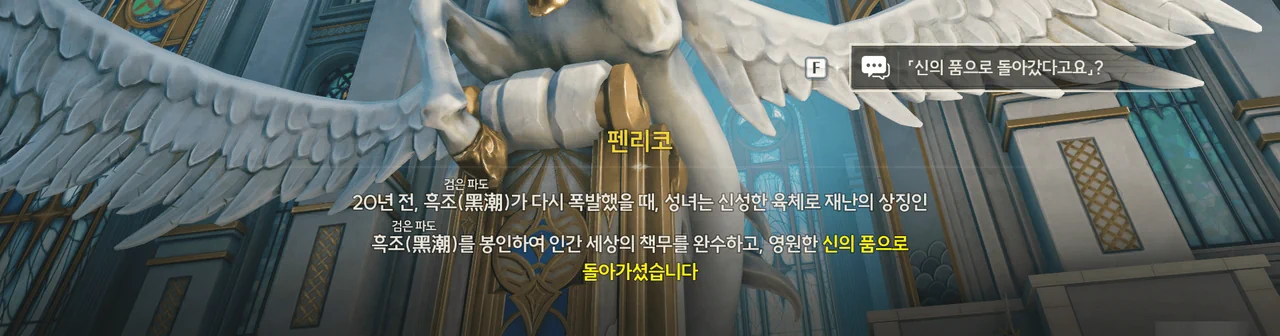 F 「신의 품으로 돌아갔다고요」?
펜리코
검은 파도
20년 전, 흑조(黑潮)가 다시 폭발했을 때, 성녀는 신성한 육체로 재난의 상징인
검은 파도
흑조(黑潮)를 봉인하여 인간 세상의 책무를 완수하고, 영원한 신의 품으로
돌아가셨습니다